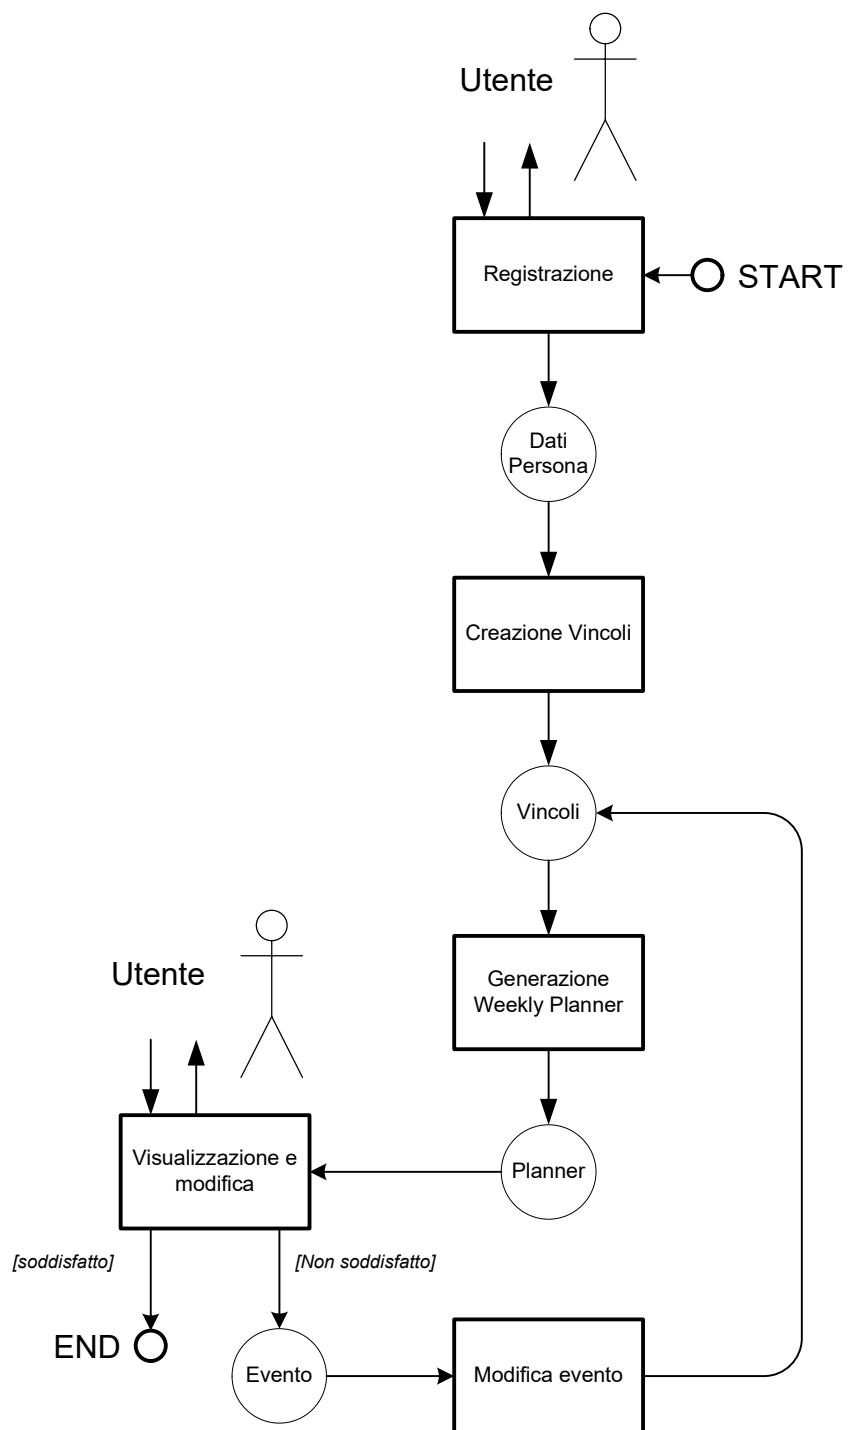 Utente
Registrazione
START
Dati
Persona
Creazione Vincoli
Vincoli
Generazione
Weekly Planner
Utente
Visualizzazione e
modifica
Planner
[soddisfatto]
[Non soddisfatto]
END
Evento
Modifica evento